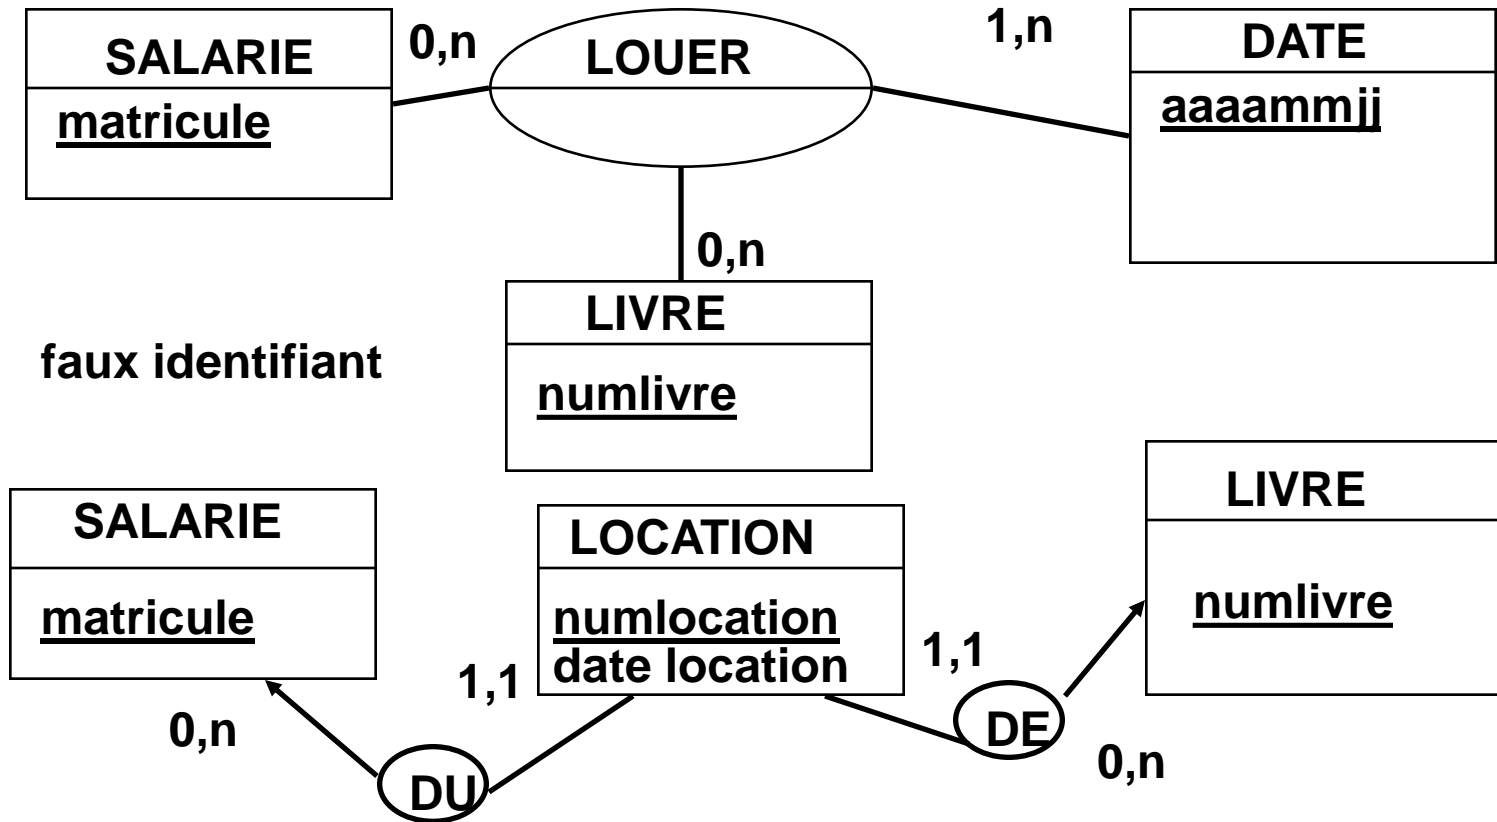 SALARIE
matricule
0,n
LOUER
1,n
DATE
aaaammjj
0,n
LIVRE
numlivre
faux identifiant
SALARIE
matricule
0,n
DU
1,1
LOCATION
numlocation
date location
1,1
DE
0,n
LIVRE
numlivre